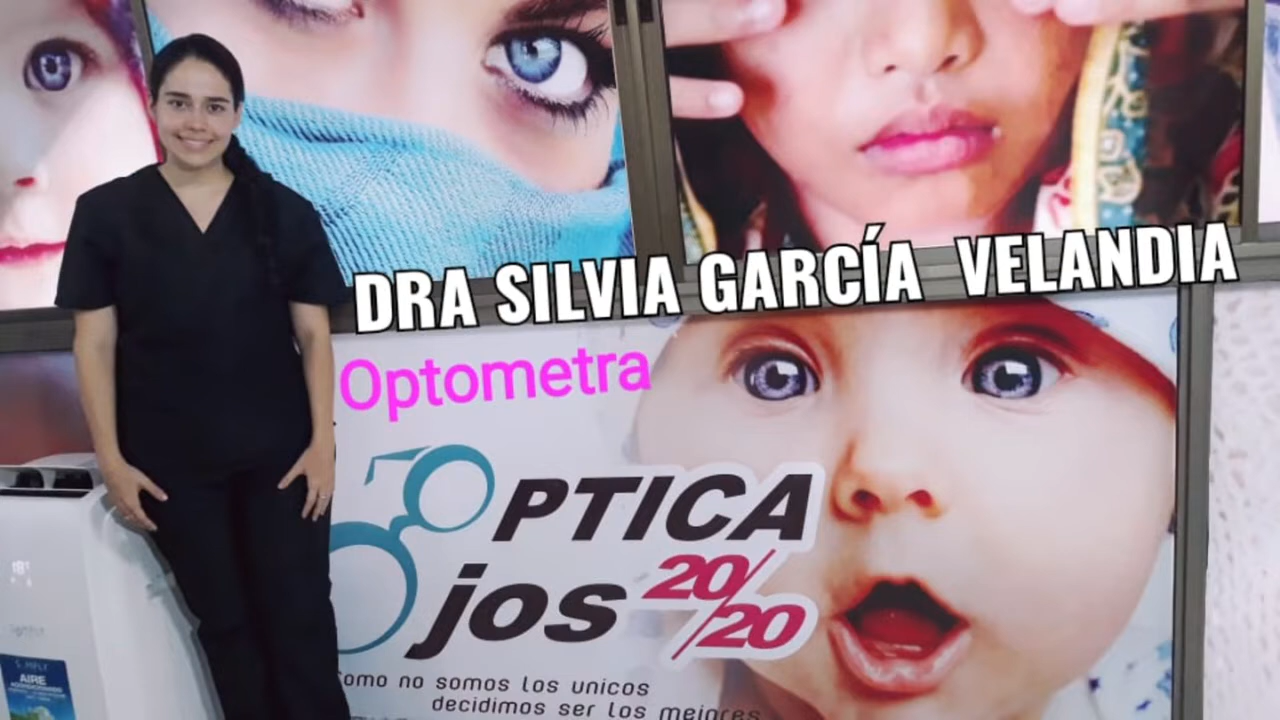 DRA SILVIA GARCÍA VELANDIA
Optometra
OPTICA
Ojos 20/20
Como no somos los unicos
decidimos ser los mejores
AIRE